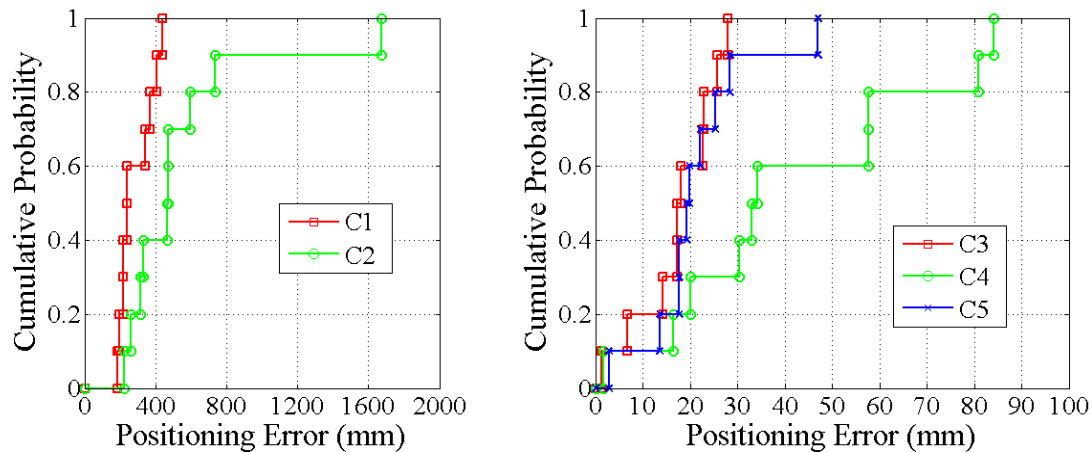 Cumulative Probability
1
0.8
0.6
0.4
0.2
0
0 400 800 1200 1600 2000
Positioning Error (mm)
C1
C2
Cumulative Probability
1
0.8
0.6
0.4
0.2
0
0 10 20 30 40 50 60 70 80 90 100
Positioning Error (mm)
C3
C4
C5